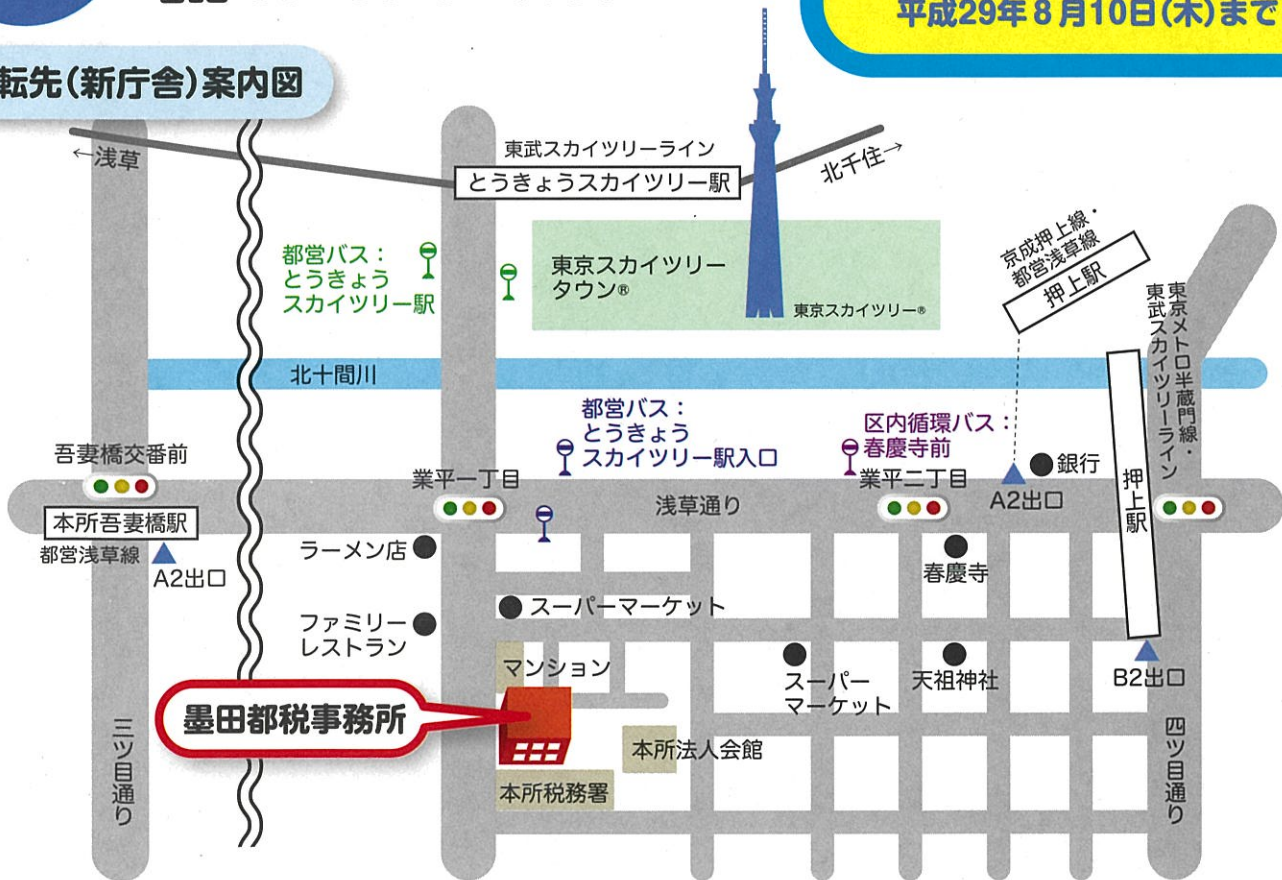 平成29年8月10日(木)まで
転先(新庁舎)案内図
←浅草
東武スカイツリーライン
とうきょうスカイツリー駅
北千住→
都営バス：
とうきょう
スカイツリー駅
東京スカイツリー
タウン®
東京スカイツリー®
京成押上線・
都営浅草線
押上駅
東京メトロ半蔵門線・
東武スカイツリーライン
押上駅
北十間川
都営バス：
とうきょう
スカイツリー駅入口
区内循環バス：
春慶寺前
吾妻橋交番前
業平一丁目
業平二丁目
銀行
A2出口
浅草通り
本所吾妻橋駅
都営浅草線
A2出口
ラーメン店
春慶寺
スーパーマーケット
ファミリー
レストラン
マンション
スーパー
マーケット
天祖神社
B2出口
墨田都税事務所
本所法人会館
本所税務署
三ツ目通り
四ツ目通り